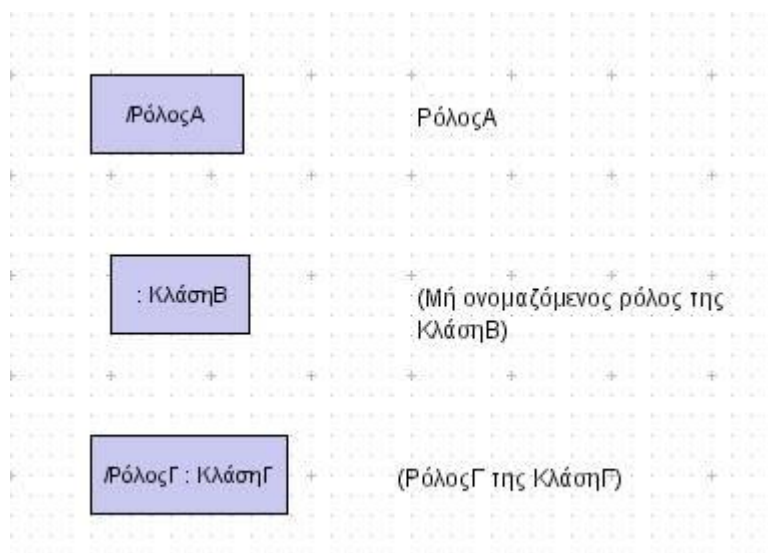 /ΡόλοςΑ
ΡόλοςΑ
: ΚλάσηΒ
(Μή ονομαζόμενος ρόλος της
ΚλάσηΒ)
/ΡόλοςΓ : ΚλάσηΓ
(ΡόλοςΓ της ΚλάσηΓ)